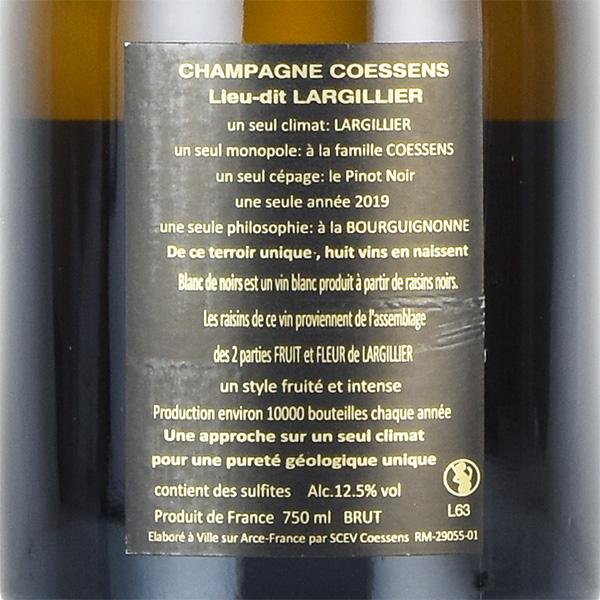 CHAMPAGNE COESSENS
Lieu-dit LARGILLIER
un seul climat: LARGILLIER
un seul monopole: à la famille COESSENS
un seul cépage: le Pinot Noir
une seule année 2019
une seule philosophie: à la BOURGUIGNONNE
De ce terroir unique, huit vins en naissent
Blanc de noirs est un vin blanc produit à partir de raisins noirs.
Les raisins de ce vin proviennent de l'assemblage
des 2 parties FRUIT et FLEUR de LARGILLIER
un style fruité et intense
Production environ 10000 bouteilles chaque année
Une approche sur un seul climat
pour une pureté géologique unique
contient des sulfites Alc.12.5% vol
Produit de France 750 ml BRUT
L63
Elaboré à Ville sur Arce-France par SCEV Coessens RM-29055-01